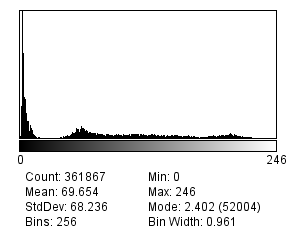 0 246
Count: 361867 Min: 0
Mean: 69.654 Max: 246
StdDev: 68.236 Mode: 2.402 (52004)
Bins: 256 Bin Width: 0.961